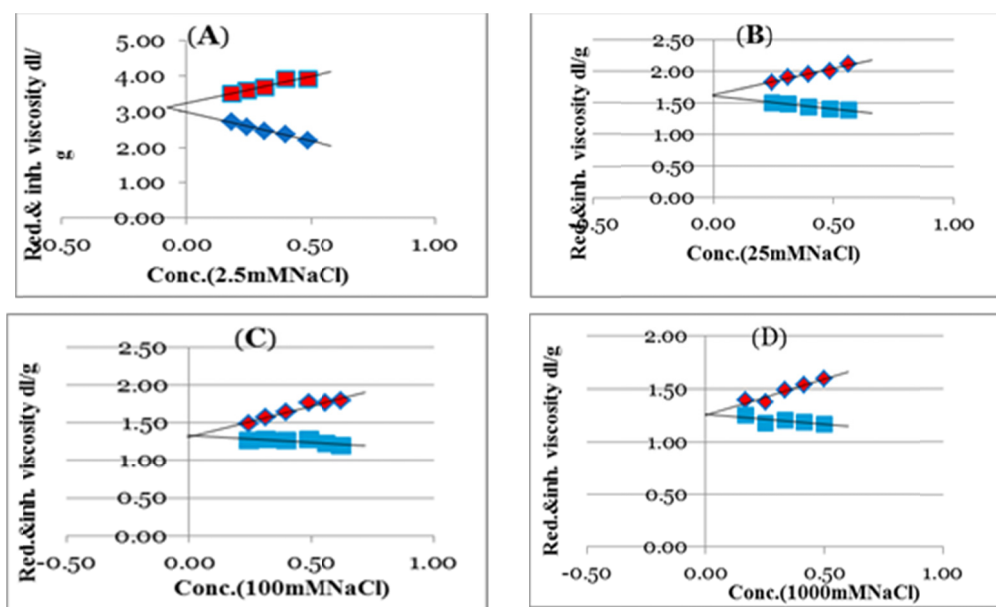 (A)
5.00
4.00
3.00
2.00
1.00
0.00
Red.& inh. viscosity dl/
g
-0.50 0.00 0.50 1.00
Conc.(2.5mMNaCl)
(B)
2.50
2.00
1.50
1.00
0.50
0.00
Red.&inh. viscosity dl/g
0.00 0.50 1.00
Conc.(25mMNaCl)
(C)
2.50
2.00
1.50
1.00
0.50
0.00
Red.&inh. viscosity dl/g
-0.50 0.00 0.50 1.00
Conc.(100mMNaCl)
(D)
2.00
1.50
1.00
0.50
0.00
Red.&inh. viscosity dl/g
-0.50 0.00 0.50 1.00
Conc.(1000mMNaCl)